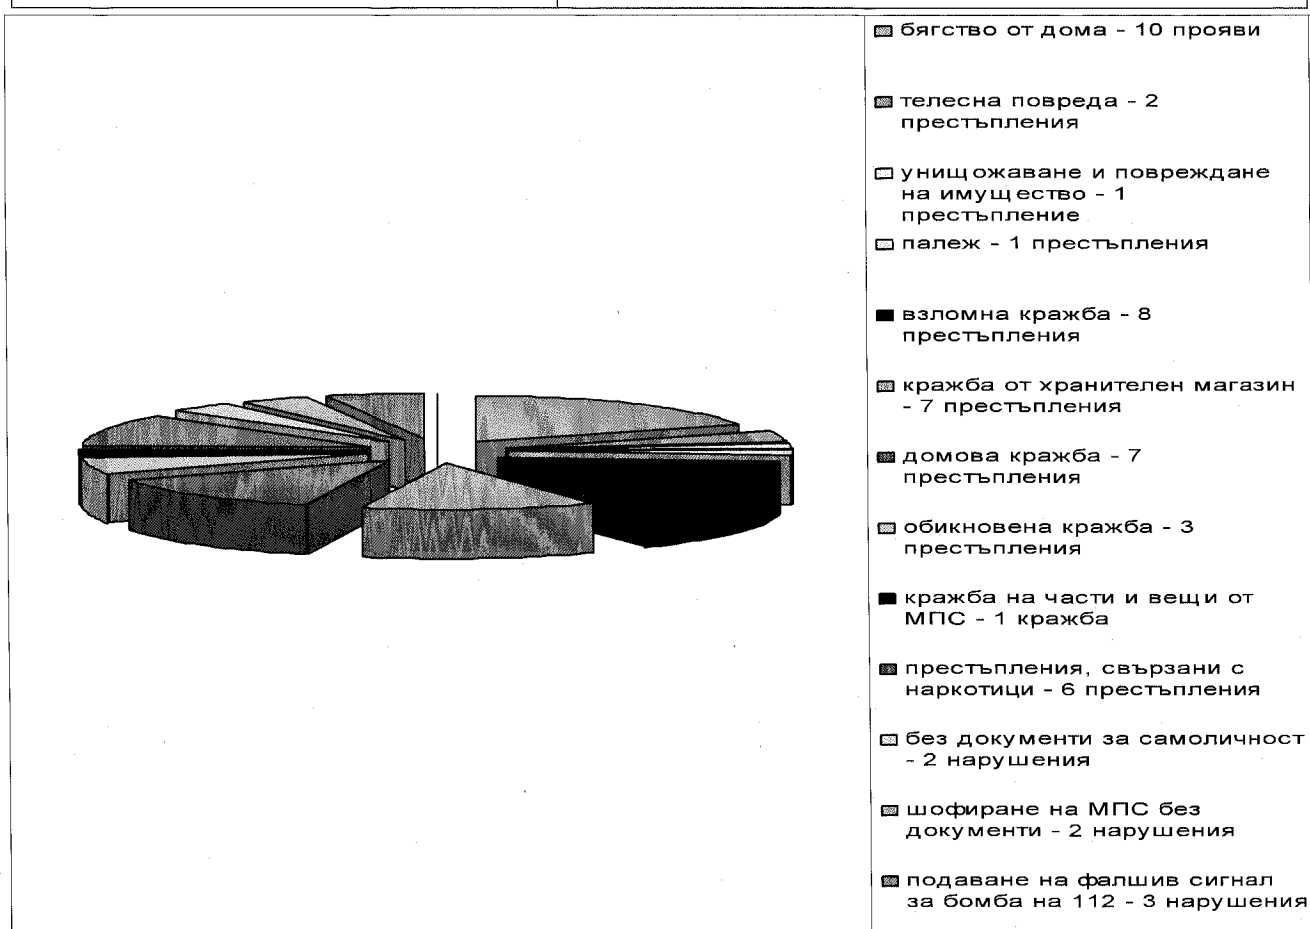 бягство от дома - 10 прояви
телесна повреда - 2
престъпления
унищожаване и повреждане
на имущество - 1
престъпление
палеж - 1 престъпления
взломна кражба - 8
престъпления
кражба от хранителен магазин
- 7 престъпления
домова кражба - 7
престъпления
обикновена кражба - 3
престъпления
кражба на части и вещи от
МПС - 1 кражба
престъпления, свързани с
наркотици - 6 престъпления
без документи за самоличност
- 2 нарушения
шофиране на МПС без
документи - 2 нарушения
подаване на фалшив сигнал
за бомба на 112 - 3 нарушения